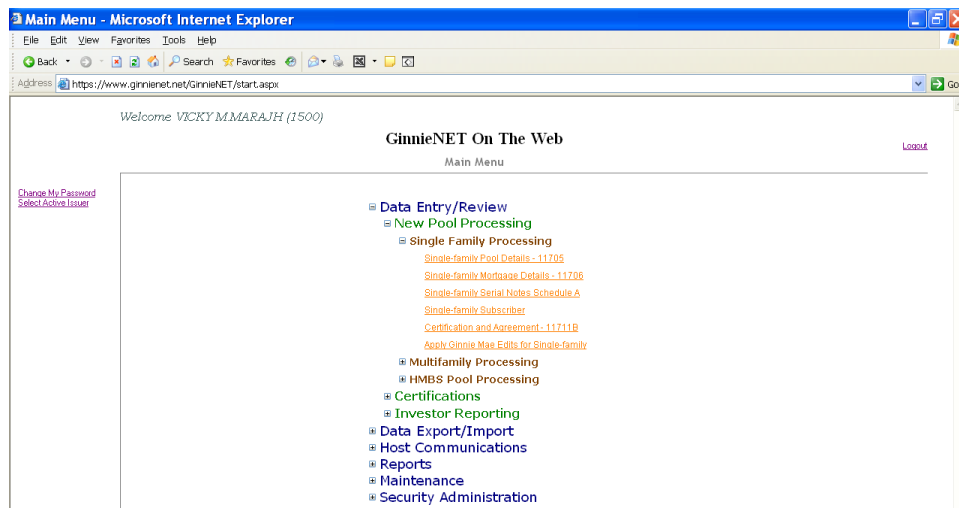 Main Menu - Microsoft Internet Explorer
File Edit View Favorites Tools Help
Back Search Favorites
Address https://www.ginnienet.net/GinnieNET/start.aspx Go
Welcome VICKY M.MARAJH (1500)
GinnieNET On The Web
Logout
Main Menu
Change My Password
Select Active Issuer
Data Entry/Review
New Pool Processing
Single Family Processing
Single-family Pool Details - 11705
Single-family Mortgage Details - 11706
Single-family Serial Notes Schedule A
Single-family Subscriber
Certification and Agreement - 11711B
Apply Ginnie Mae Edits for Single-family
Multifamily Processing
HMBS Pool Processing
Certifications
Investor Reporting
Data Export/Import
Host Communications
Reports
Maintenance
Security Administration